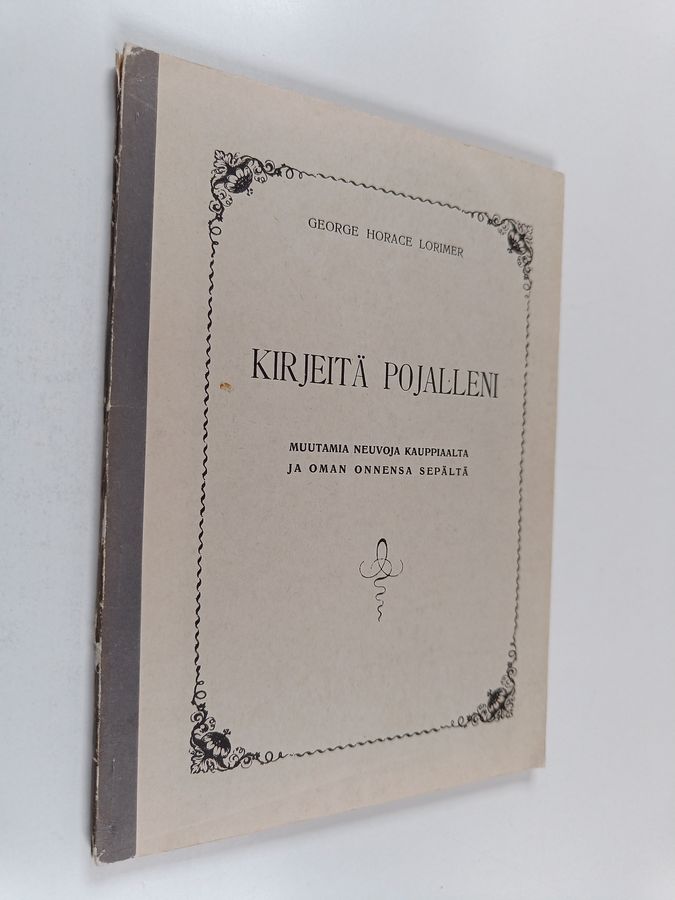 GEORGE HORACE LORIMER
KIRJEITÄ POJALLENI
MUUTAMIA NEUVOJA KAUPPIAALTA
JA OMAN ONNENSA SEPÄLTÄ